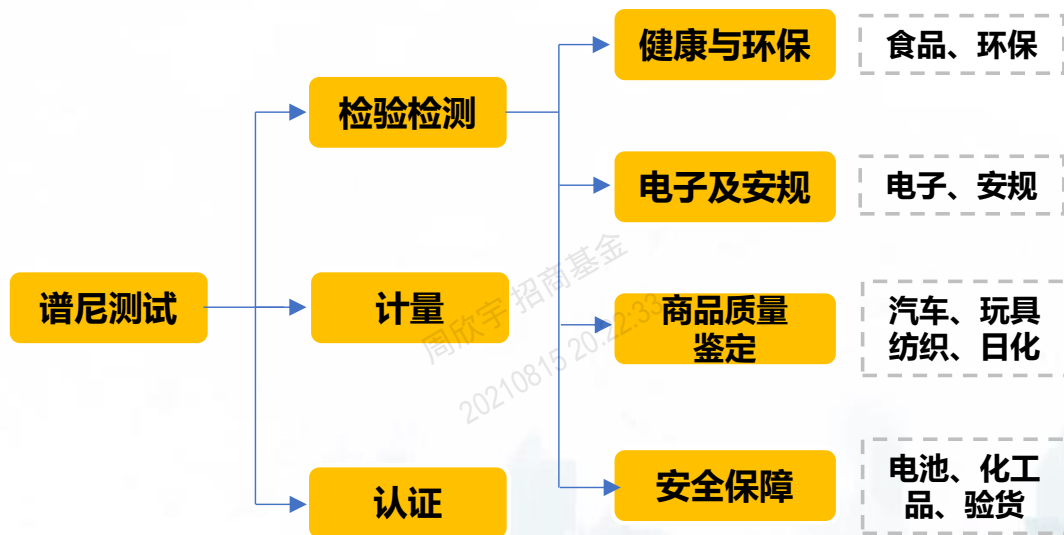 健康与环保
食品、环保
检验检测
电子及安规
电子、安规
谱尼测试
计量
商品质量
鉴定
汽车、玩具
纺织、日化
周欣宇 招商基金
20210815 20:22:33
认证
安全保障
电池、化工
品、验货